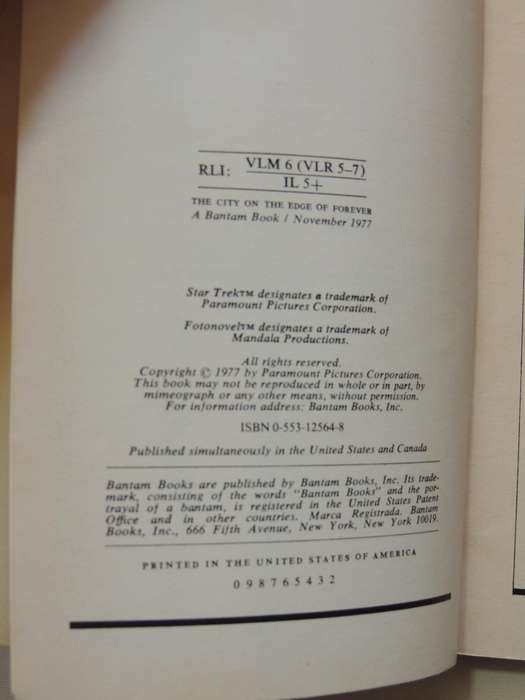 RLI: VLM 6 (VLR 5-7)
IL 5+
THE CITY ON THE EDGE OF FOREVER
A Bantam Book / November 1977
Star Trek™ designates a trademark of
Paramount Pictures Corporation.
Fotonovel™ designates a trademark of
Mandala Productions.
All rights reserved.
Copyright © 1977 by Paramount Pictures Corporation.
This book may not be reproduced in whole or in part, by
mimeograph or any other means, without permission.
For information address: Bantam Books, Inc.
ISBN 0-553-12564-8
Published simultaneously in the United States and Canada
Bantam Books are published by Bantam Books, Inc. Its trade-
mark, consisting of the words "Bantam Books" and the por-
trayal of a bantam, is registered in the United States Patent
Office and in other countries. Marca Registrada. Bantam
Books, Inc., 666 Fifth Avenue, New York, New York 10019.
PRINTED IN THE UNITED STATES OF AMERICA
0 9 8 7 6 5 4 3 2